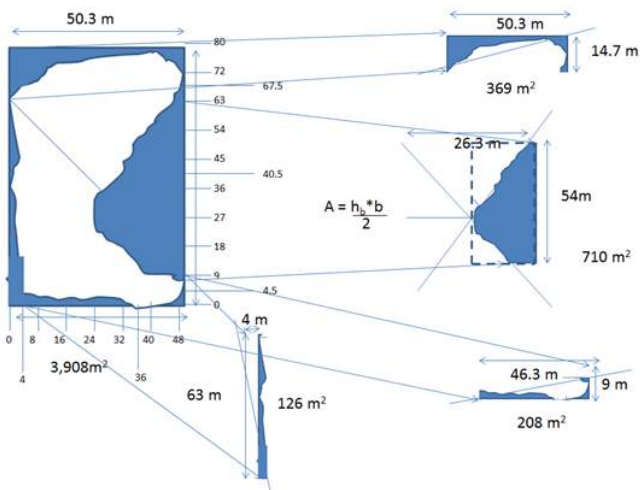 50.3 m
80
72
67.5
63
54
45
40.5
36
27
18
9
4.5
0
0 8 16 24 32 40 48
4
3,908m²
36
50.3 m
14.7 m
369 m²
26.3 m
A = hb*b
2
54m
710 m²
4 m
63 m
126 m²
46.3 m
9 m
208 m²